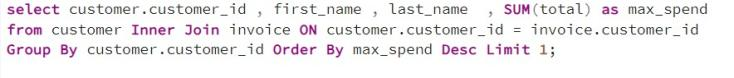 select customer.customer_id , first_name , last_name , SUM(total) as max_spend
from customer Inner Join invoice ON customer.customer_id = invoice.customer_id
Group By customer.customer_id Order By max_spend Desc Limit 1;